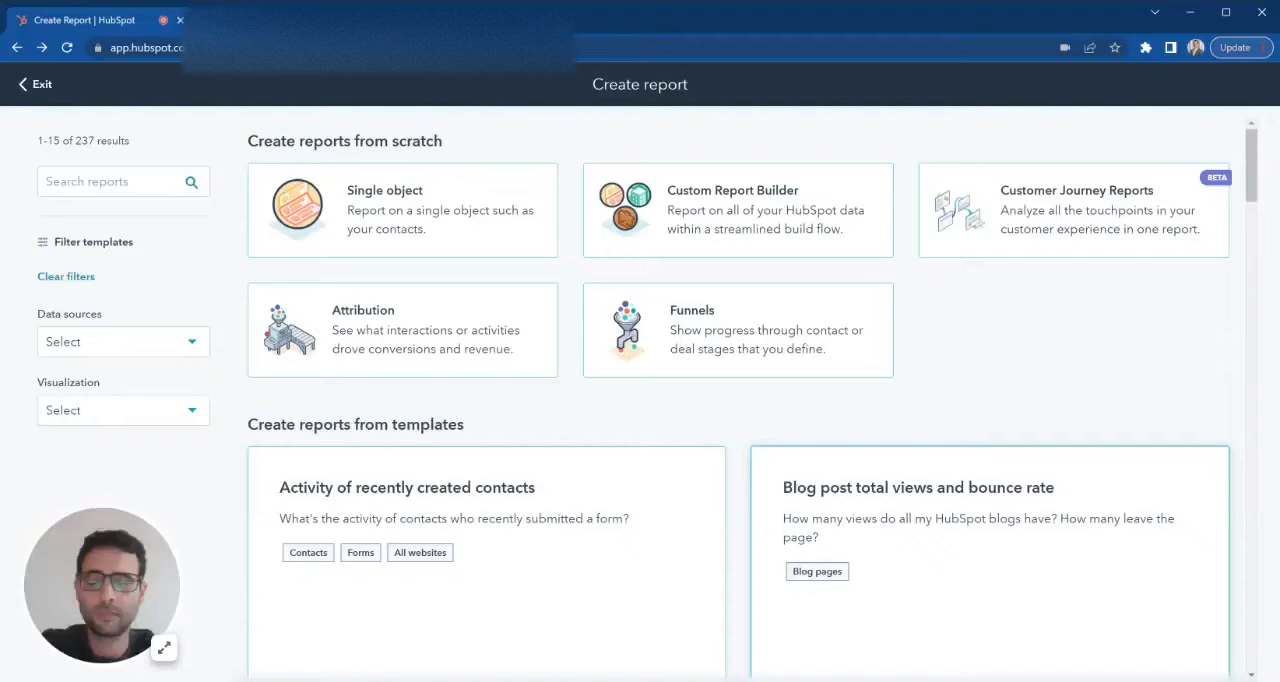 Create Report | HubSpot
app.hubspot.co
Update
Exit
Create report
1-15 of 237 results
Search reports
Filter templates
Clear filters
Data sources
Select
Visualization
Select
Create reports from scratch
Single object
Report on a single object such as
your contacts.
Custom Report Builder
Report on all of your HubSpot data
within a streamlined build flow.
BETA
Customer Journey Reports
Analyze all the touchpoints in your
customer experience in one report.
Attribution
See what interactions or activities
drove conversions and revenue.
Funnels
Show progress through contact or
deal stages that you define.
Create reports from templates
Activity of recently created contacts
What's the activity of contacts who recently submitted a form?
Contacts Forms All websites
Blog post total views and bounce rate
How many views do all my HubSpot blogs have? How many leave the
page?
Blog pages